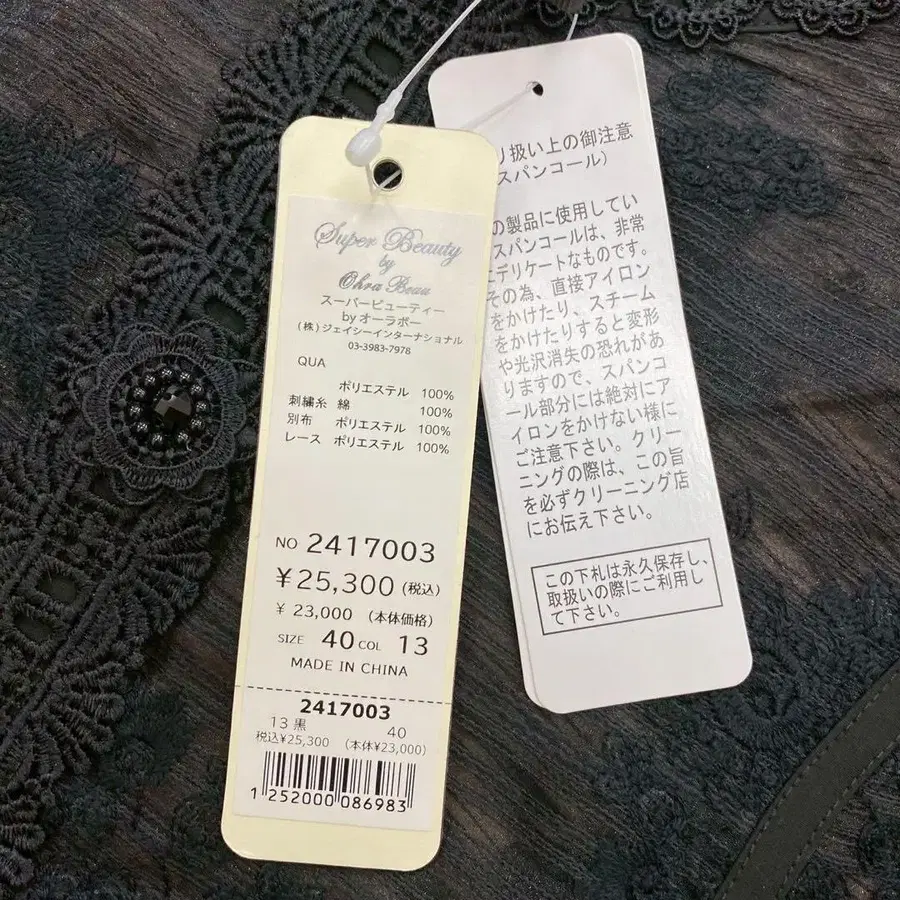 Super Beauty
by
Ohra Beau
スーパービューティー
byオーラボー
(株)ジェイシーインターナショナル
03-3983-7978
QUA
ポリエステル 100%
刺繍糸 綿 100%
別布 ポリエステル 100%
レース ポリエステル 100%
NO 2417003
¥25,300(税込)
¥ 23,000 (本体価格)
SIZE 40 COL 13
MADE IN CHINA
2417003
13 黒 40
税込¥25,300 (本体¥23,000)
1 252000 086983
り扱い上の御注意
スパンコール)
の製品に使用してい
スパンコールは、非常
にデリケートなものです。
その為、直接アイロン
をかけたり、スチーム
をかけたりすると変形
や光沢消失の恐れがあ
りますので、スパンコ
ール部分には絶対にア
イロンをかけない様に
ご注意下さい。クリー
ニングの際は、この旨
を必ずクリーニング店
にお伝え下さい。
この下札は永久保存し、
取扱いの際にご利用し
て下さい。